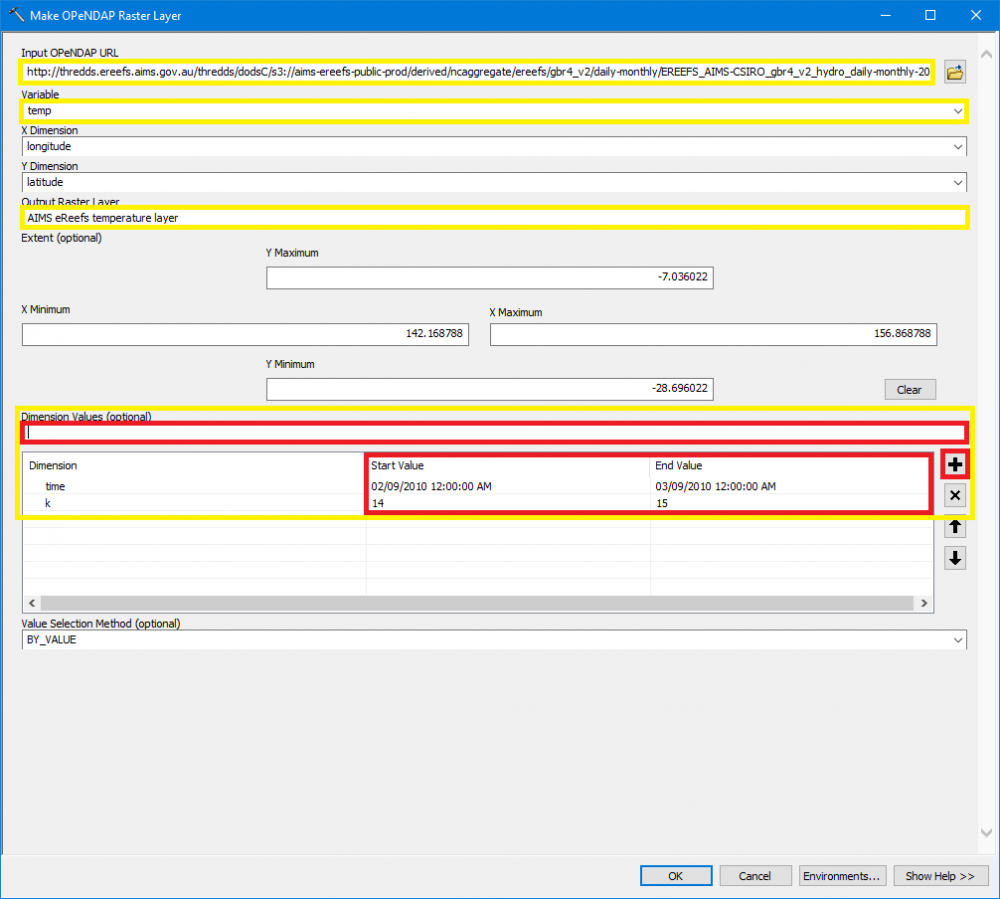 Make OPeNDAP Raster Layer
Input OPeNDAP URL
http://thredds.ereefs.aims.gov.au/thredds/dodsC/s3://aims-ereefs-public-prod/derived/ncaggregate/ereefs/gbr4_v2/daily-monthly/EREEFS_AIMS-CSIRO_gbr4_v2_hydro_daily-monthly-20
Variable
temp
X Dimension
longitude
Y Dimension
latitude
Output Raster Layer
AIMS eReefs temperature layer
Extent (optional)
Y Maximum
-7.036022
X Minimum
X Maximum
142.168788
156.868788
Y Minimum
-28.696022
Clear
Dimension Values (optional)
Dimension Start Value End Value
time 02/09/2010 12:00:00 AM 03/09/2010 12:00:00 AM
k 14 15
Value Selection Method (optional)
BY_VALUE
OK Cancel Environments... Show Help >>